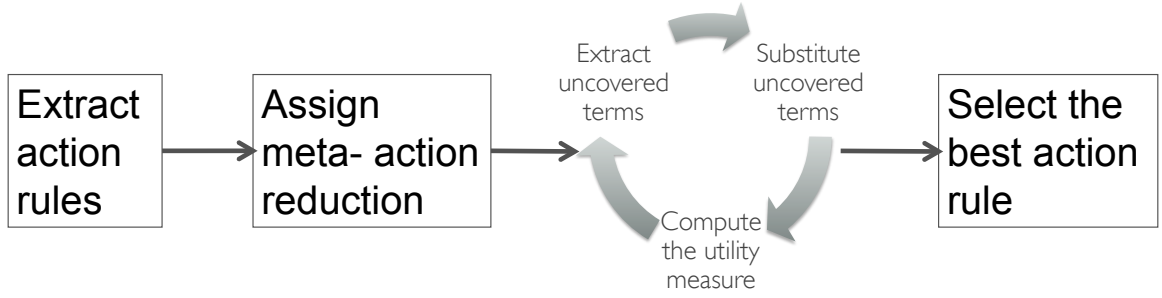 Extract
action
rules
Assign
meta- action
reduction
Extract
uncovered
terms
Substitute
uncovered
terms
Compute
the utility
measure
Select the
best action
rule